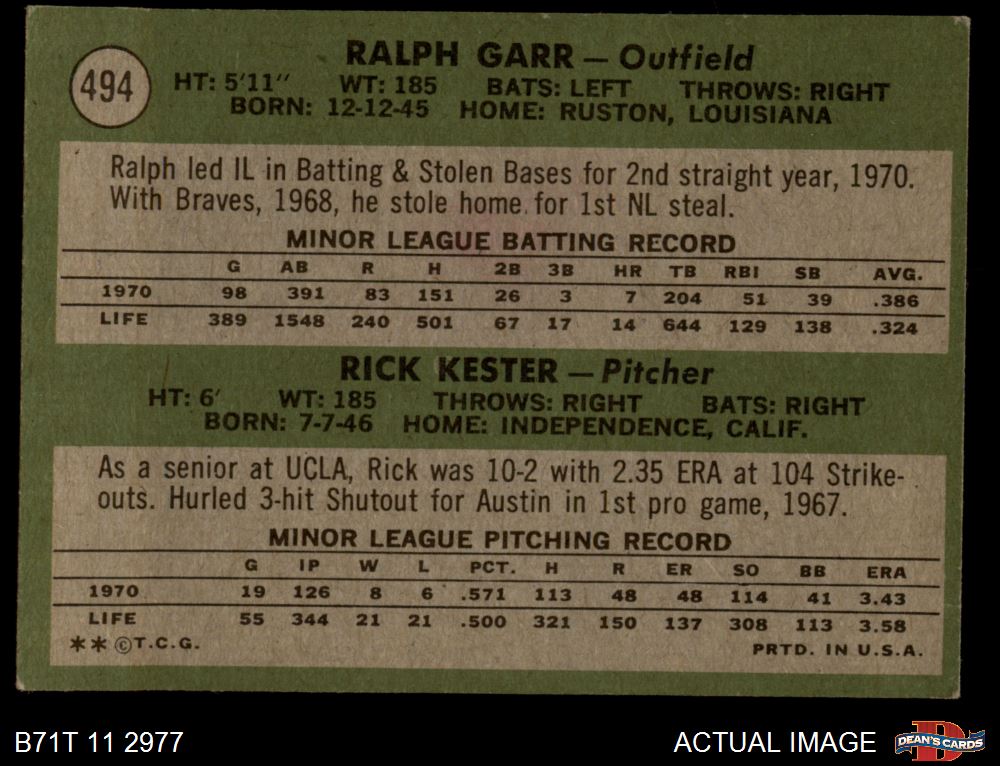 494
RALPH GARR — Outfield
HT: 5'11" WT: 185 BATS: LEFT THROWS: RIGHT
BORN: 12-12-45 HOME: RUSTON, LOUISIANA
Ralph led IL in Batting & Stolen Bases for 2nd straight year, 1970.
With Braves, 1968, he stole home for 1st NL steal.
MINOR LEAGUE BATTING RECORD
G AB R H 2B 3B HR TB RBI SB AVG.
1970 98 391 83 151 26 3 7 204 51 39 .386
LIFE 389 1548 240 501 67 17 14 644 129 138 .324
RICK KESTER — Pitcher
HT: 6' WT: 185 THROWS: RIGHT BATS: RIGHT
BORN: 7-7-46 HOME: INDEPENDENCE, CALIF.
As a senior at UCLA, Rick was 10-2 with 2.35 ERA at 104 Strike-
outs. Hurled 3-hit Shutout for Austin in 1st pro game, 1967.
MINOR LEAGUE PITCHING RECORD
G IP W L PCT. H R ER SO BB ERA
1970 19 126 8 6 .571 113 48 48 114 41 3.43
LIFE 55 344 21 21 .500 321 150 137 308 113 3.58
** ©T.C.G. PRTD. IN U.S.A.
B71T 11 2977 ACTUAL IMAGE D DEAN'S CARDS